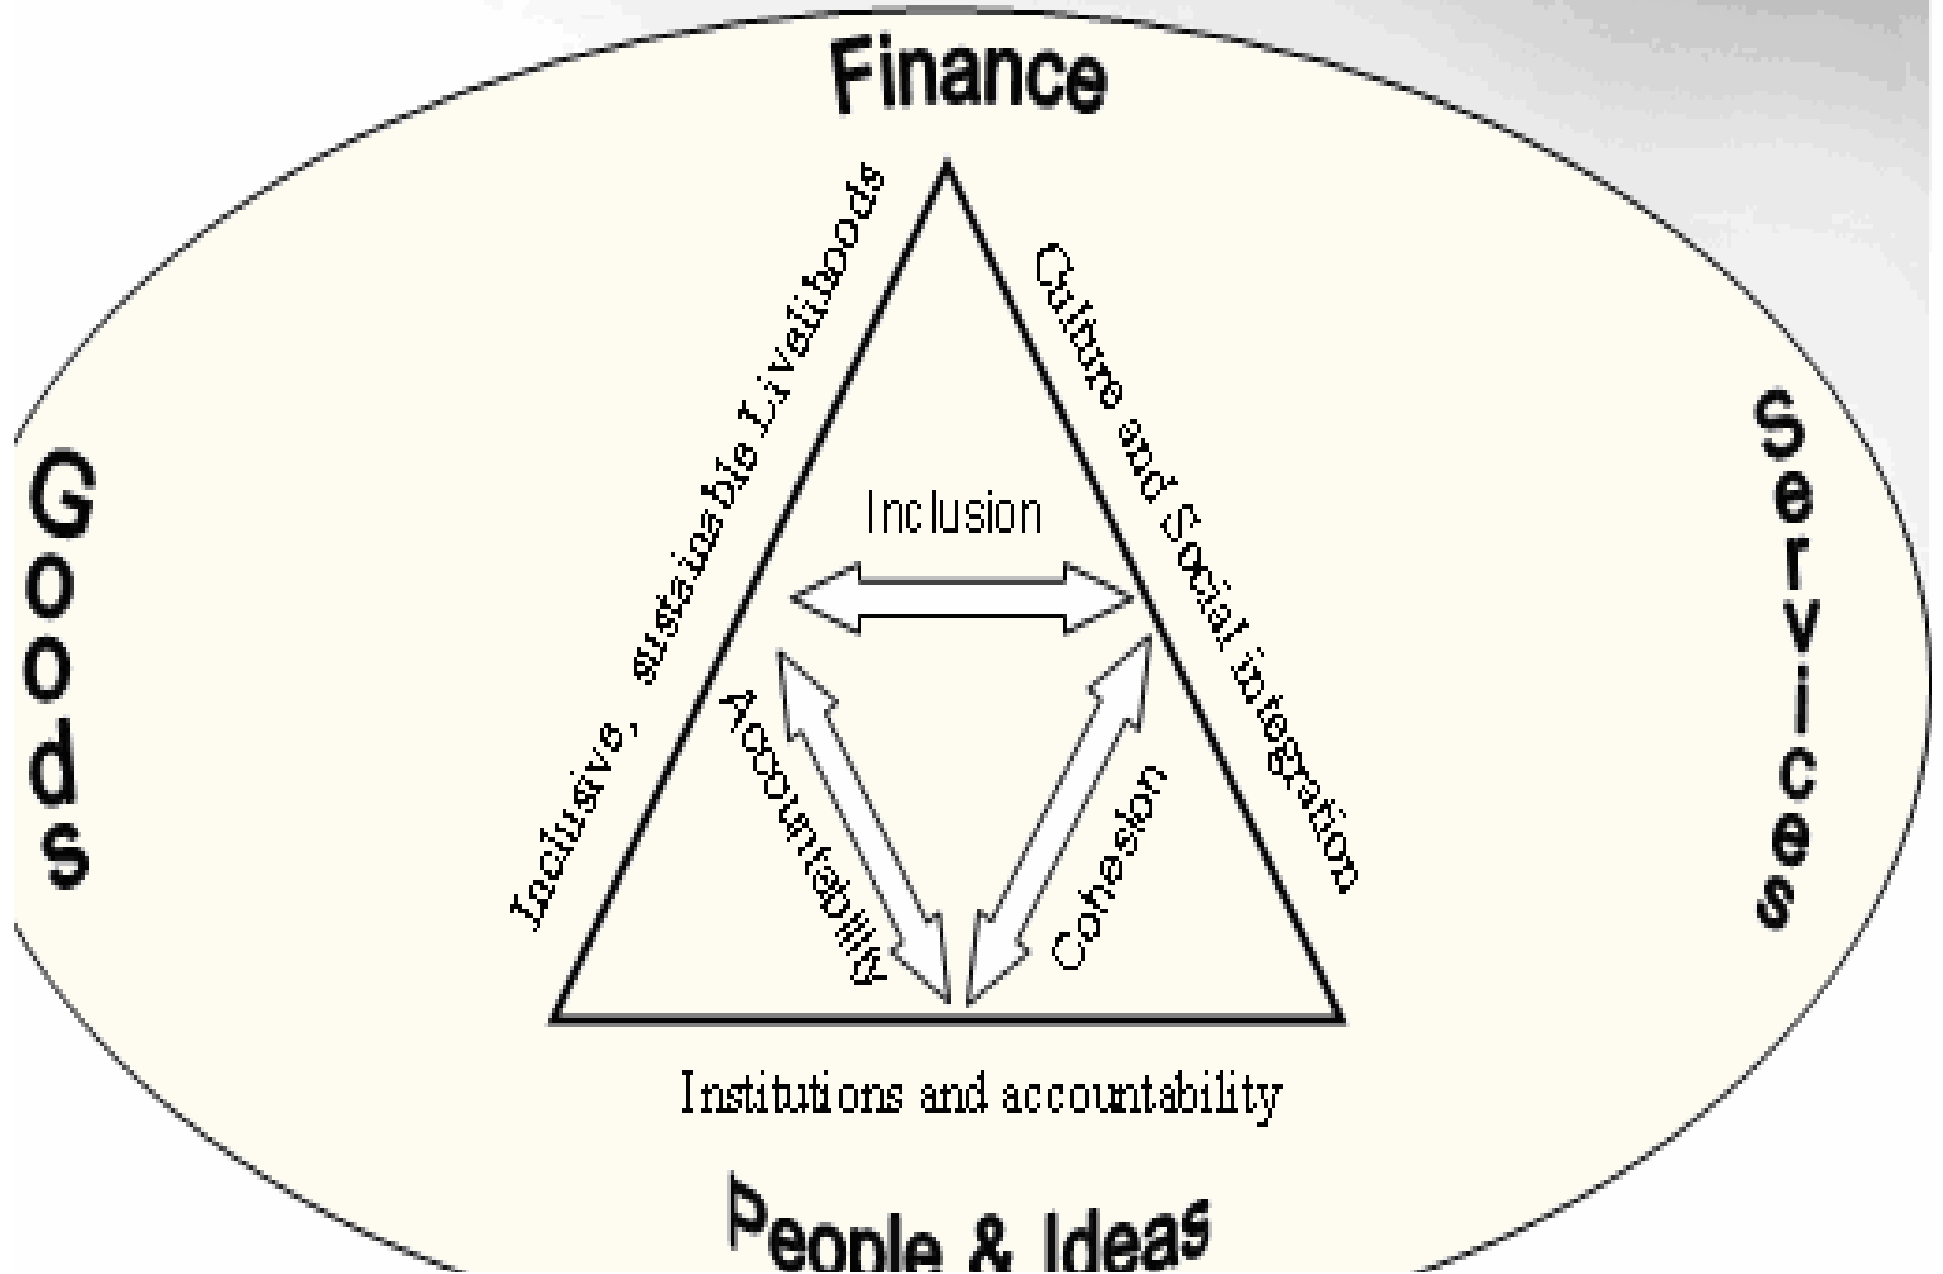 Finance
Inclusive, sustainable Livelihoods
Culture and Social integration
Goods
Services
Inclusion
Accountability
Cohesion
Institutions and accountability
People & Ideas